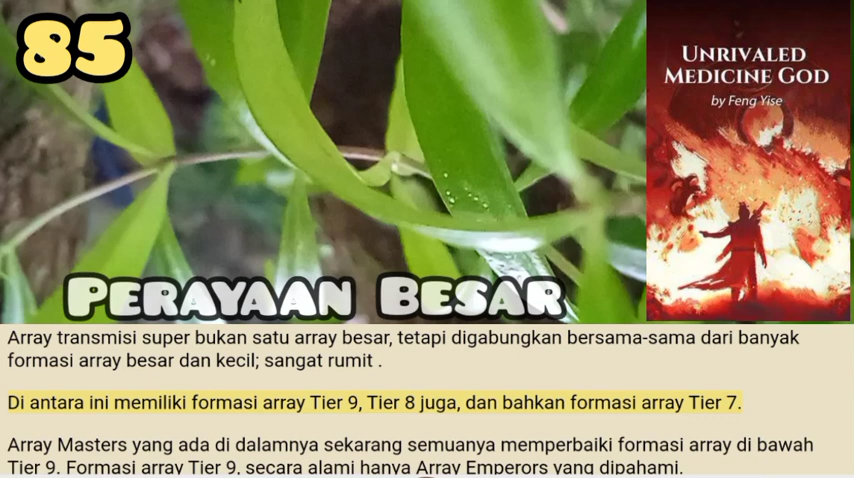 85
UNRIVALED
MEDICINE GOD
by Feng Yise
PERAYAAN BESAR
Array transmisi super bukan satu array besar, tetapi digabungkan bersama-sama dari banyak
formasi array besar dan kecil; sangat rumit .
Di antara ini memiliki formasi array Tier 9, Tier 8 juga, dan bahkan formasi array Tier 7.
Array Masters yang ada di dalamnya sekarang semuanya memperbaiki formasi array di bawah
Tier 9. Formasi array Tier 9, secara alami hanya Array Emperors yang dipahami.